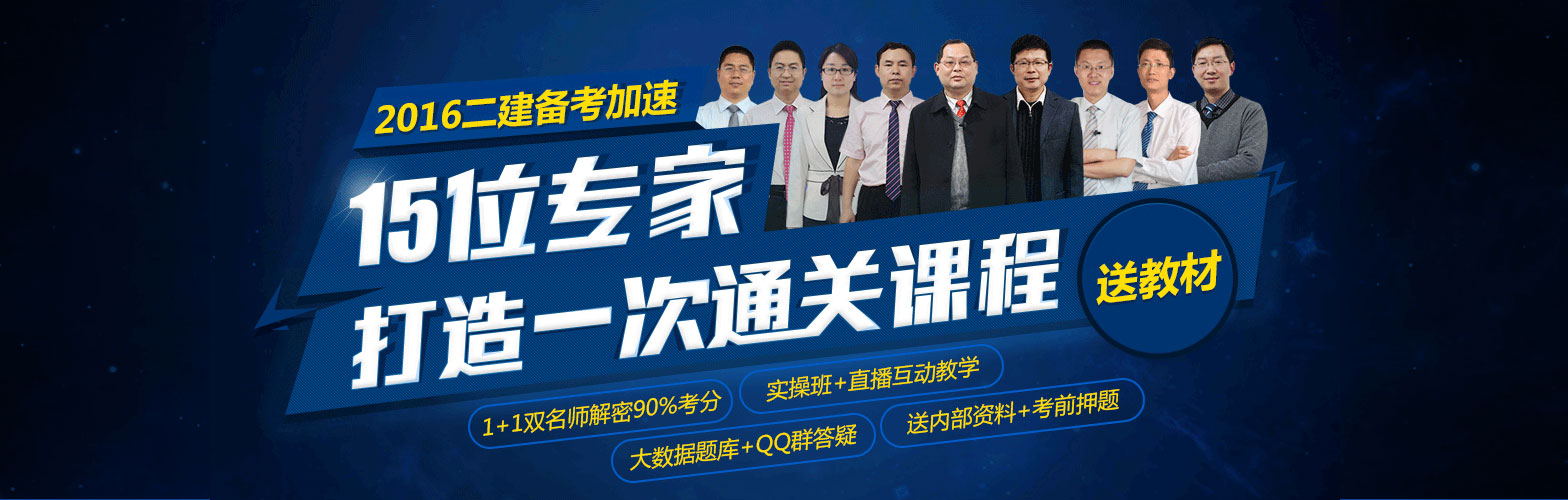 2016二建备考加速
15位专家
打造一次通关课程
送教材
1+1双名师解密90%考分
实操班+直播互动教学
大数据题库+QQ群答疑
送内部资料+考前押题